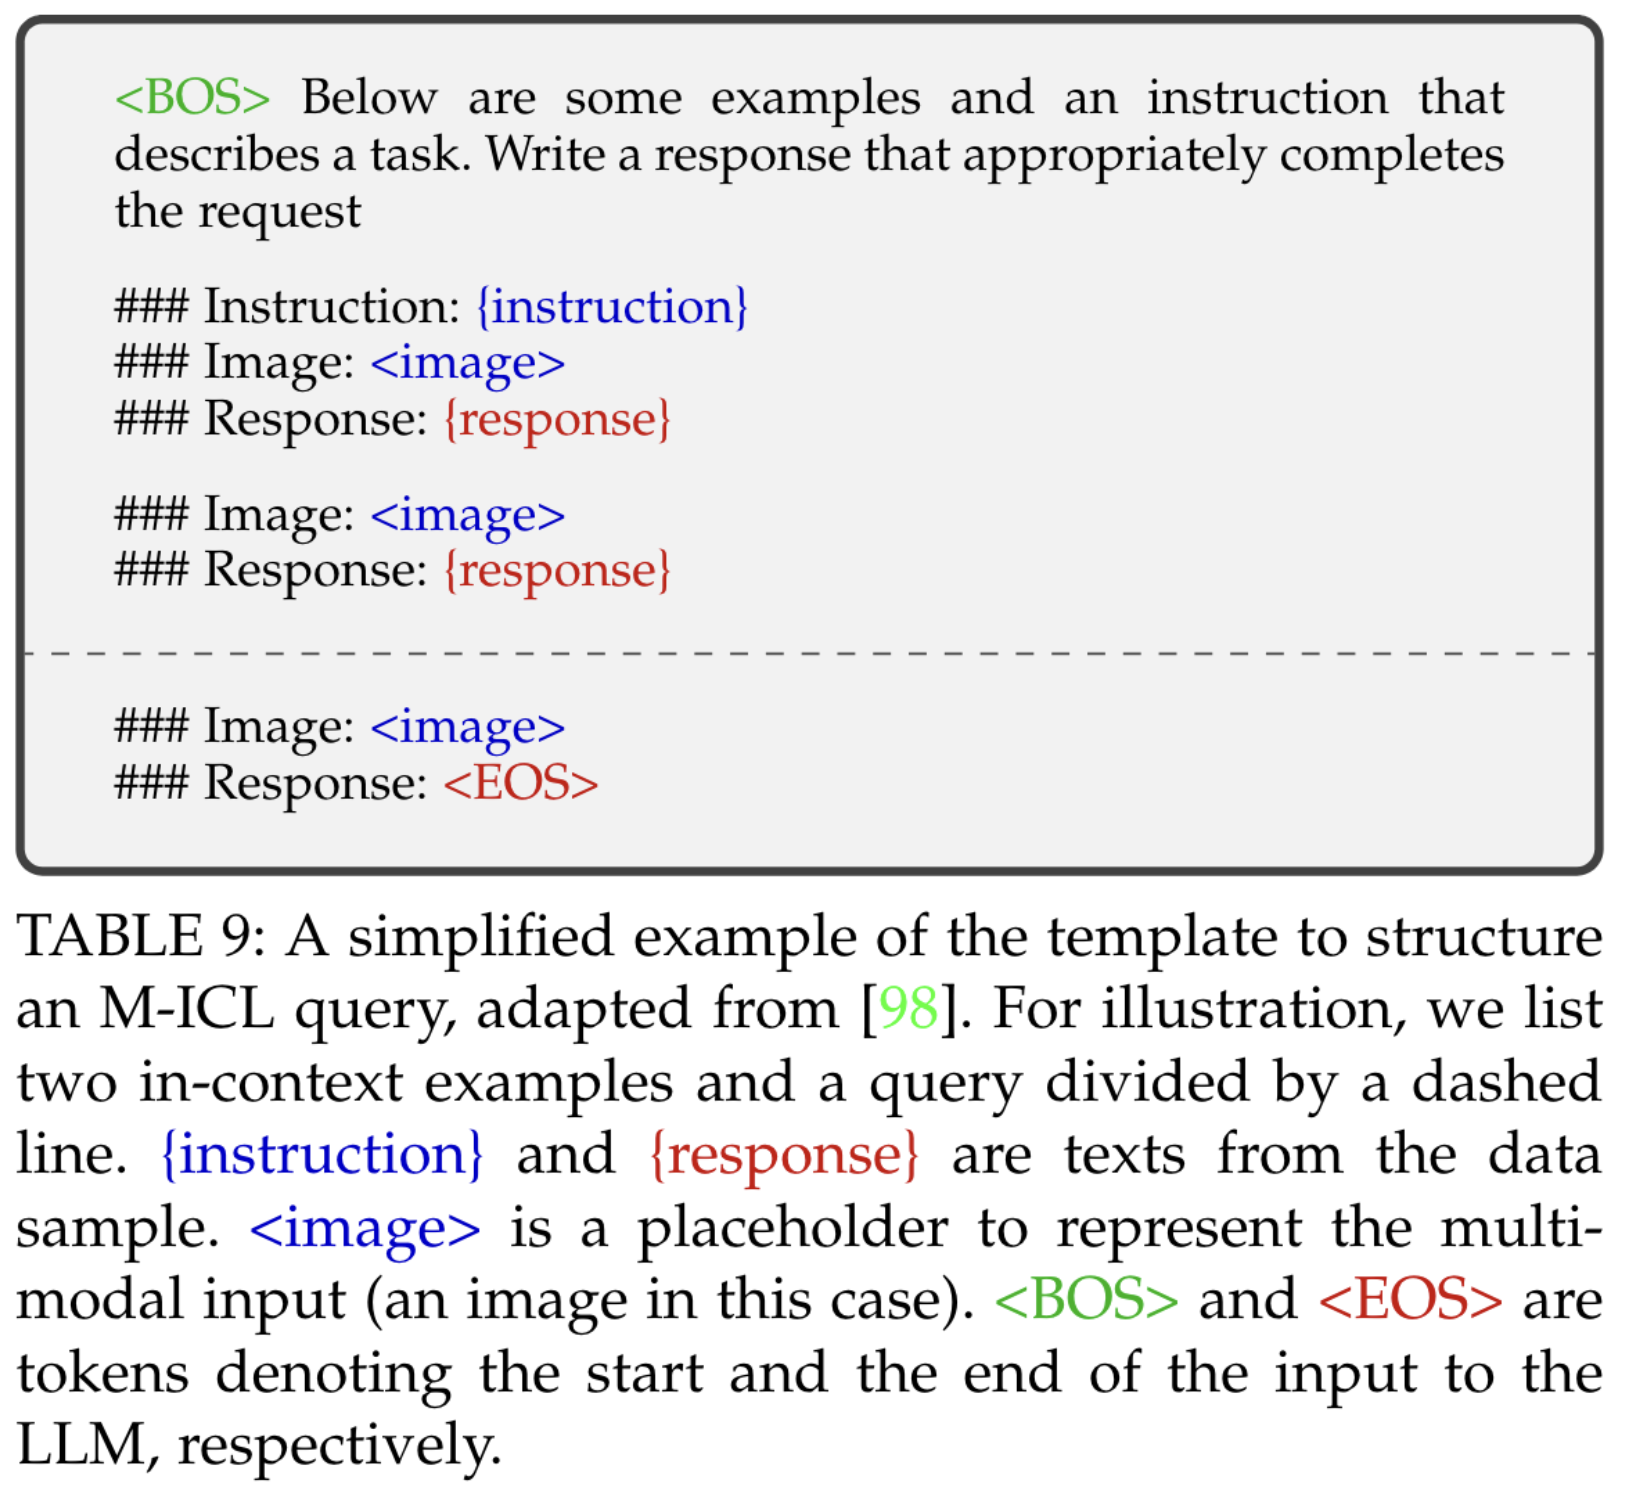 <BOS> Below are some examples and an instruction that
describes a task. Write a response that appropriately completes
the request
### Instruction: {instruction}
### Image: <image>
### Response: {response}
### Image: <image>
### Response: {response}
### Image: <image>
### Response: <EOS>
TABLE 9: A simplified example of the template to structure
an M-ICL query, adapted from [98]. For illustration, we list
two in-context examples and a query divided by a dashed
line. {instruction} and {response} are texts from the data
sample. <image> is a placeholder to represent the multi-
modal input (an image in this case). <BOS> and <EOS> are
tokens denoting the start and the end of the input to the
LLM, respectively.